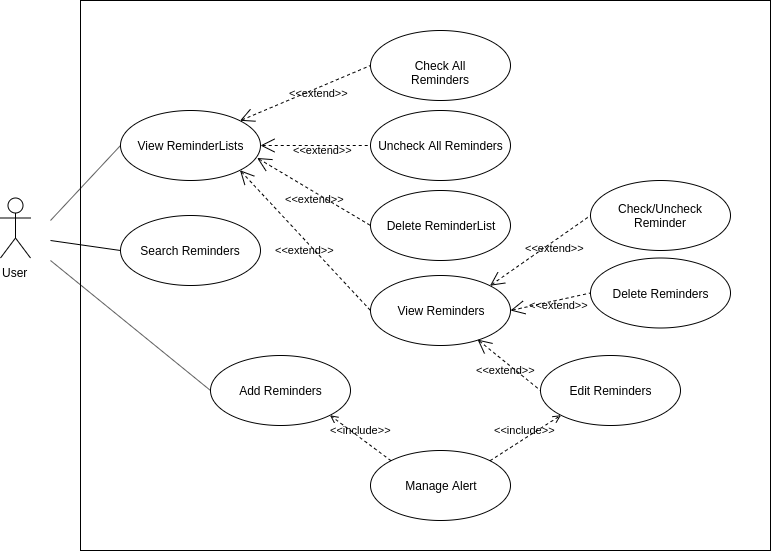 Check All
Reminders
<<extend>>
View ReminderLists
<<extend>>
Uncheck All Reminders
<<extend>>
Delete ReminderList
Check/Uncheck
Reminder
User
Search Reminders
<<extend>>
<<extend>>
View Reminders
<<extend>>
Delete Reminders
<<extend>>
Add Reminders
Edit Reminders
<<include>>
<<include>>
Manage Alert